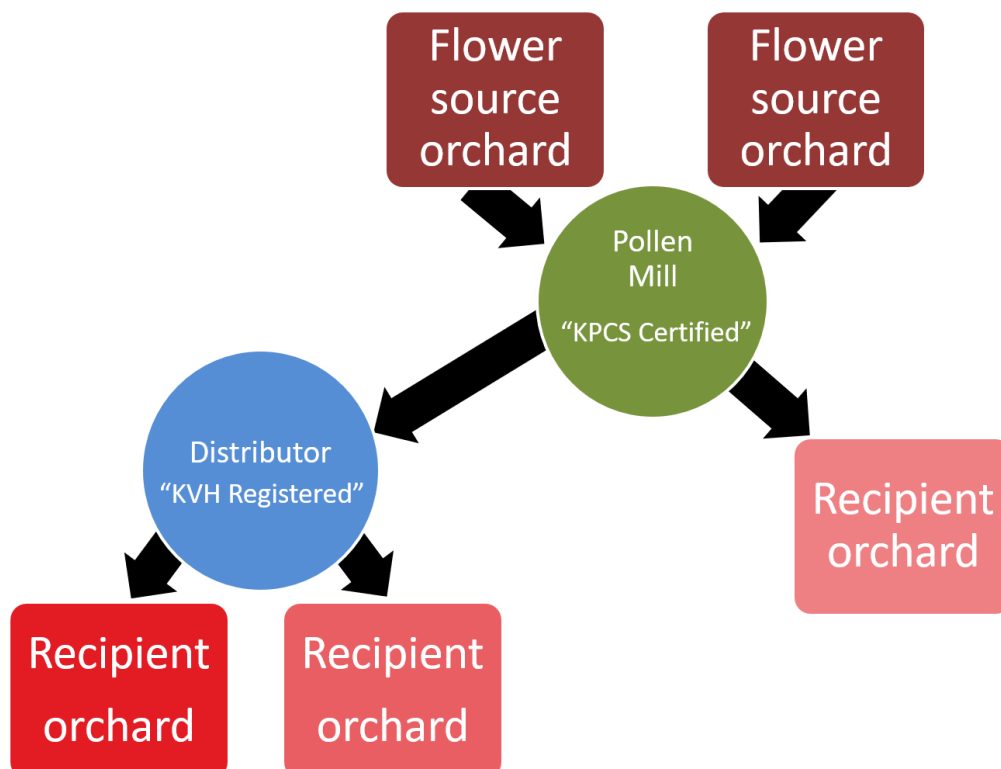 Flower
source
orchard
Flower
source
orchard
Pollen
Mill
“KPCS Certified”
Distributor
“KVH Registered”
Recipient
orchard
Recipient
orchard
Recipient
orchard